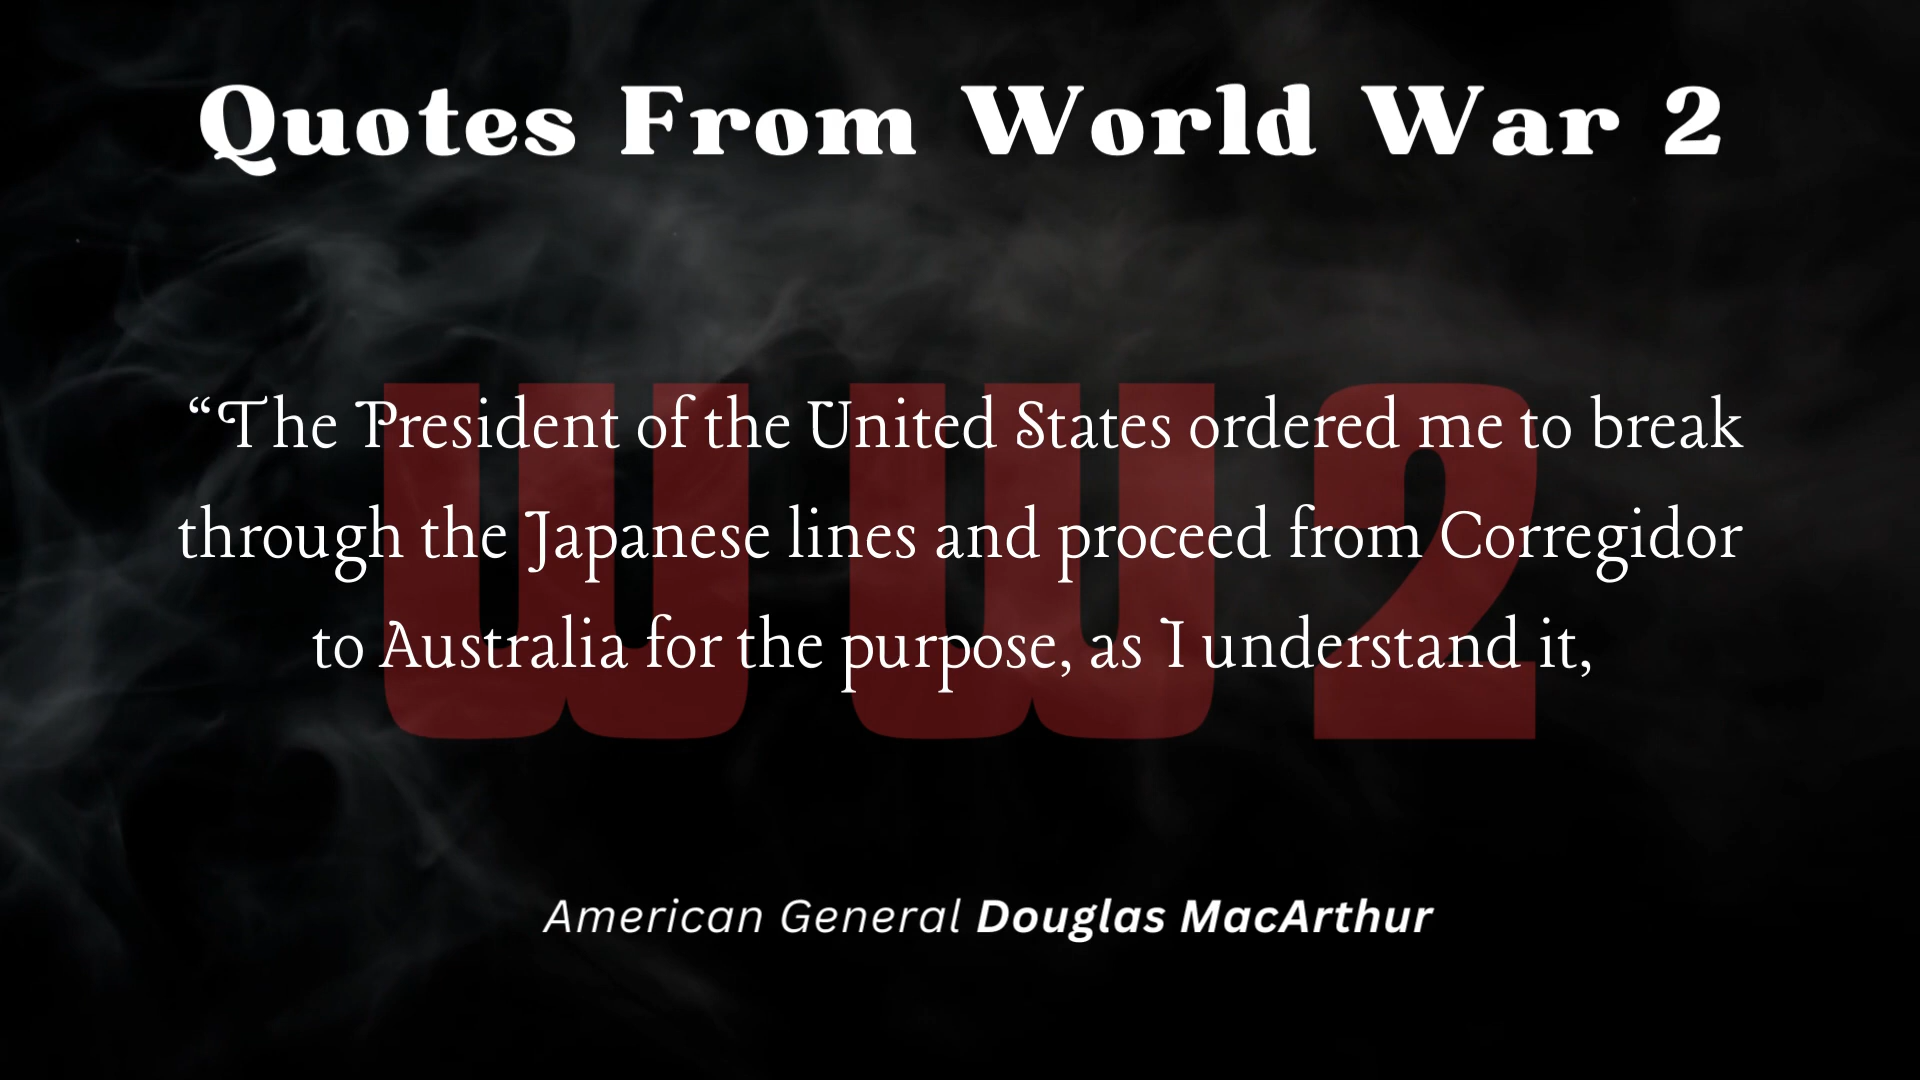 Quotes From World War 2
WW2
“The President of the United States ordered me to break
through the Japanese lines and proceed from Corregidor
to Australia for the purpose, as I understand it,
American General Douglas MacArthur